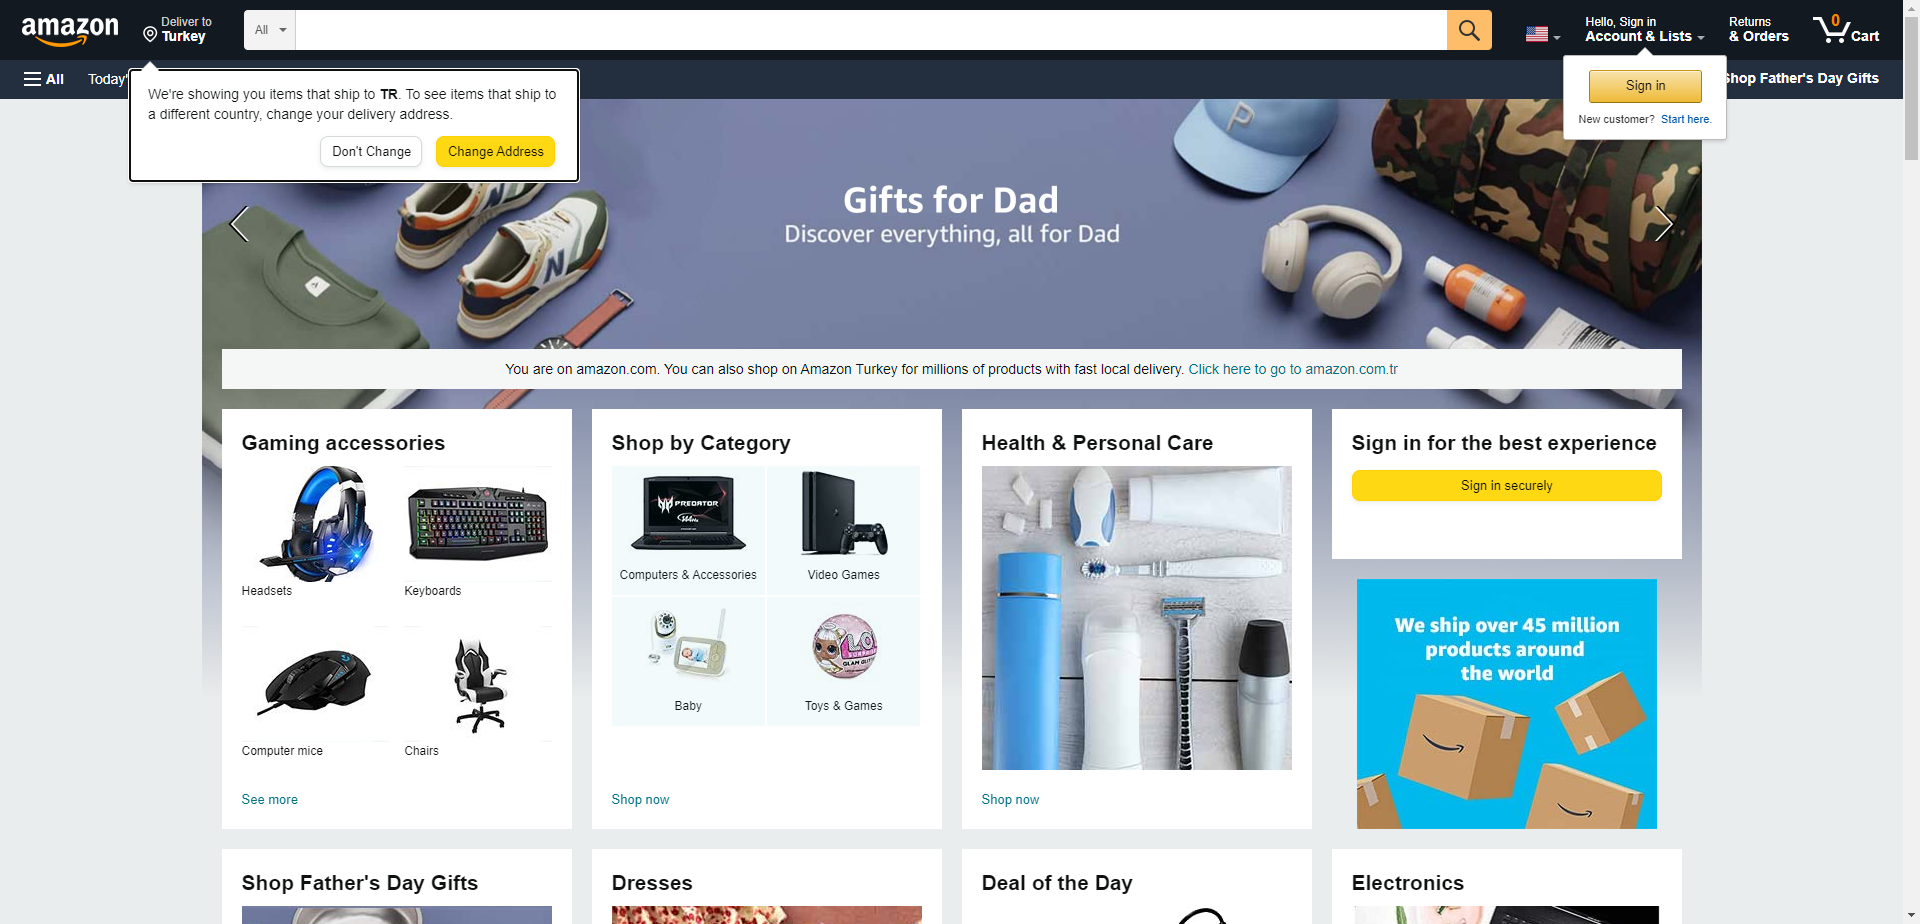 amazon
Deliver to
Turkey
All
Hello, Sign in
Account & Lists
Returns
& Orders
0
Cart
All
Today'
Shop Father's Day Gifts
We're showing you items that ship to TR. To see items that ship to
a different country, change your delivery address.
Don't Change
Change Address
Sign in
New customer? Start here.
Gifts for Dad
Discover everything, all for Dad
You are on amazon.com. You can also shop on Amazon Turkey for millions of products with fast local delivery. Click here to go to amazon.com.tr
Gaming accessories
Headsets
Keyboards
Computer mice
Chairs
See more
Shop by Category
PREDATOR
Computers & Accessories
Video Games
Baby
Toys & Games
Shop now
Health & Personal Care
Shop now
Sign in for the best experience
Sign in securely
We ship over 45 million
products around
the world
Shop Father's Day Gifts
Dresses
Deal of the Day
Electronics